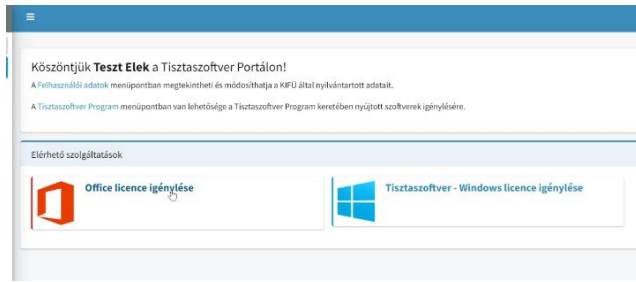 Köszöntjük Teszt Elek a Tisztaszoftver Portálon!
A Felhasználói adatok menüpontban megtekintheti és módosíthatja a KIFÜ által nyilvántartott adatait.
A Tisztaszoftver Program menüpontban van lehetősége a Tisztaszoftver Program keretében nyújtott szoftverek igénylésére.
Elérhető szolgáltatások
Office licence igénylése
Tisztaszoftver - Windows licence igénylése